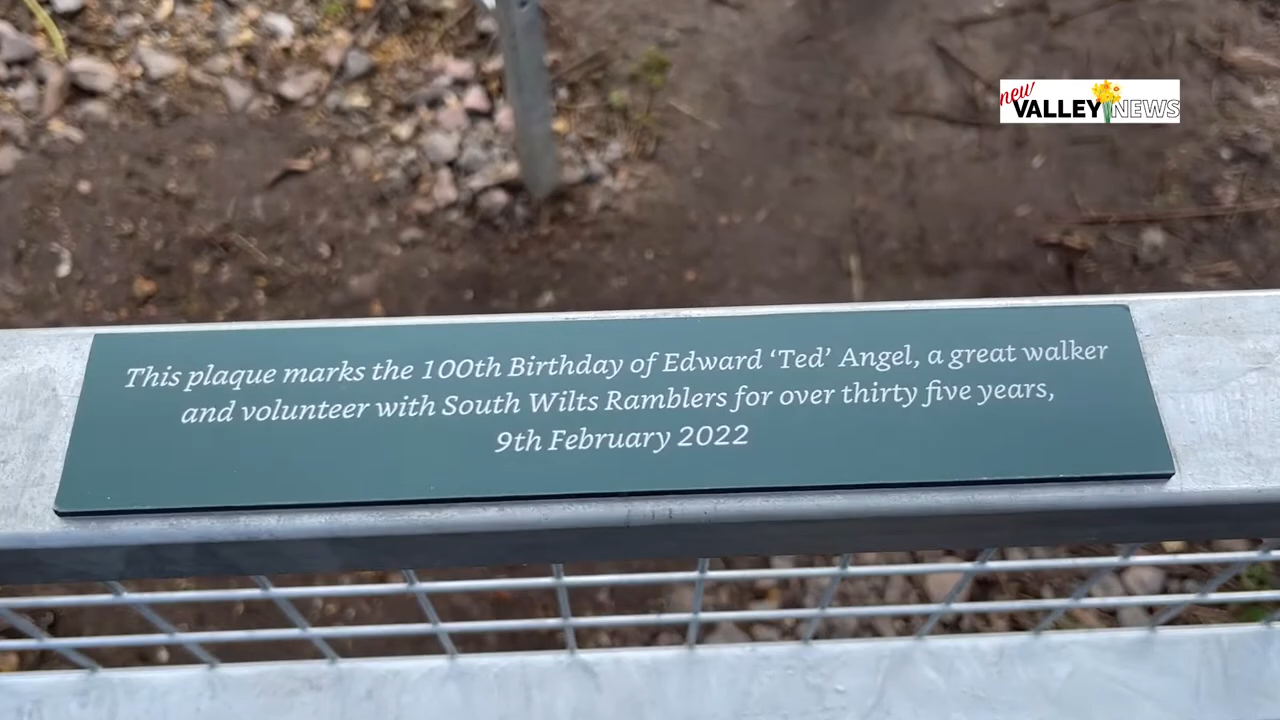 new
VALLEY NEWS
This plaque marks the 100th Birthday of Edward ‘Ted’ Angel, a great walker
and volunteer with South Wilts Ramblers for over thirty five years,
9th February 2022